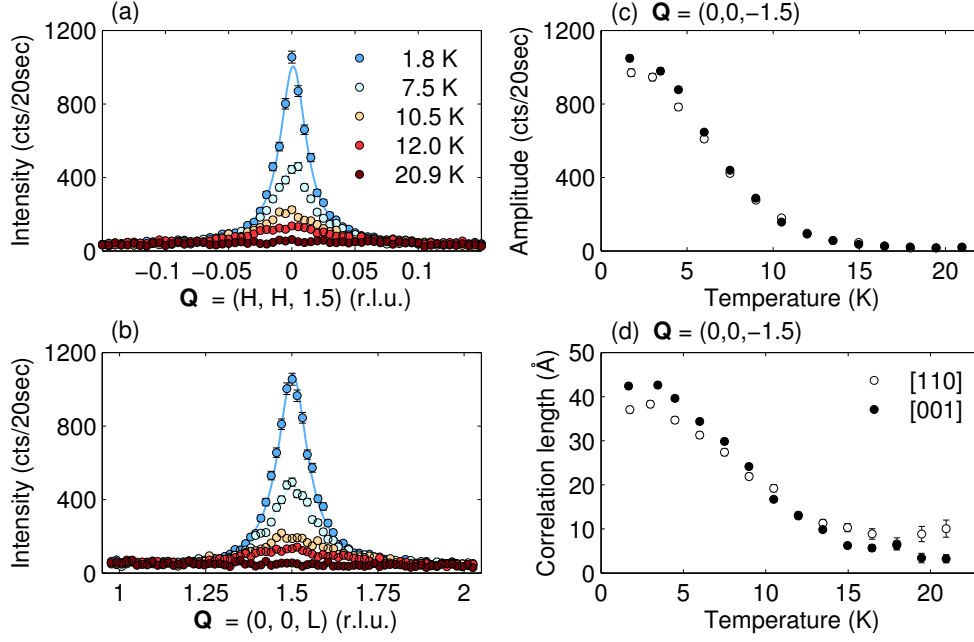 (a)
1200
800
400
0
Intensity (cts/20sec)
1.8 K
7.5 K
10.5 K
12.0 K
20.9 K
−0.1 −0.05 0 0.05 0.1
Q = (H, H, 1.5) (r.l.u.)
(c) Q = (0,0,−1.5)
1200
800
400
0
Amplitude (cts/20sec)
0 5 10 15 20
Temperature (K)
(b)
1200
800
400
0
Intensity (cts/20sec)
1 1.25 1.5 1.75 2
Q = (0, 0, L) (r.l.u.)
(d) Q = (0,0,−1.5)
50
40
30
20
10
0
Correlation length (Å)
[110]
[001]
0 5 10 15 20
Temperature (K)